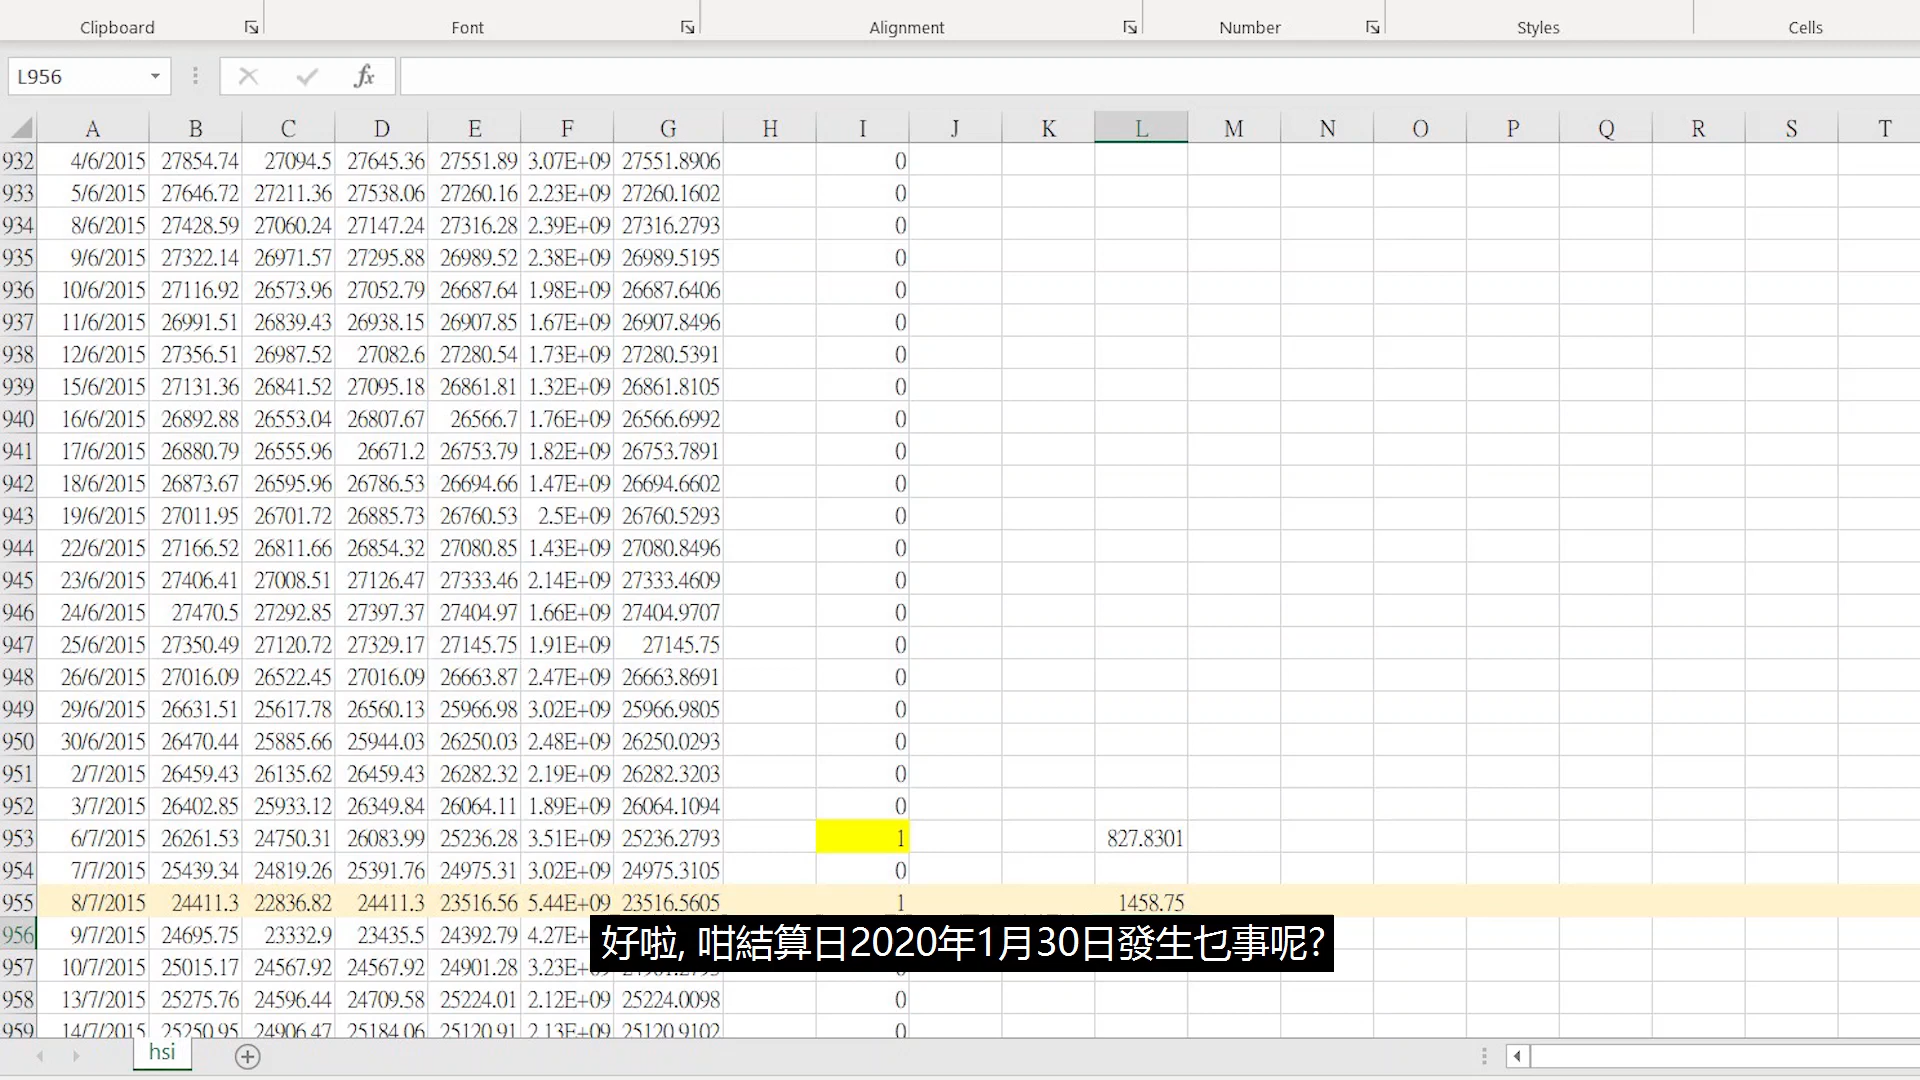 Clipboard Font Alignment Number Styles Cells
L956 fx
A B C D E F G H I J K L M N O P Q R S T
932 4/6/2015 27854.74 27094.5 27645.36 27551.89 3.07E+09 27551.8906 0
933 5/6/2015 27646.72 27211.36 27538.06 27260.16 2.23E+09 27260.1602 0
934 8/6/2015 27428.59 27060.24 27147.24 27316.28 2.39E+09 27316.2793 0
935 9/6/2015 27322.14 26971.57 27295.88 26989.52 2.38E+09 26989.5195 0
936 10/6/2015 27116.92 26573.96 27052.79 26687.64 1.98E+09 26687.6406 0
937 11/6/2015 26991.51 26839.43 26938.15 26907.85 1.67E+09 26907.8496 0
938 12/6/2015 27356.51 26987.52 27082.6 27280.54 1.73E+09 27280.5391 0
939 15/6/2015 27131.36 26841.52 27095.18 26861.81 1.32E+09 26861.8105 0
940 16/6/2015 26892.88 26553.04 26807.67 26566.7 1.76E+09 26566.6992 0
941 17/6/2015 26880.79 26555.96 26671.2 26753.79 1.82E+09 26753.7891 0
942 18/6/2015 26873.67 26595.96 26786.53 26694.66 1.47E+09 26694.6602 0
943 19/6/2015 27011.95 26701.72 26885.73 26760.53 2.5E+09 26760.5293 0
944 22/6/2015 27166.52 26811.66 26854.32 27080.85 1.43E+09 27080.8496 0
945 23/6/2015 27406.41 27008.51 27126.47 27333.46 2.14E+09 27333.4609 0
946 24/6/2015 27470.5 27292.85 27397.37 27404.97 1.66E+09 27404.9707 0
947 25/6/2015 27350.49 27120.72 27329.17 27145.75 1.91E+09 27145.75 0
948 26/6/2015 27016.09 26522.45 27016.09 26663.87 2.47E+09 26663.8691 0
949 29/6/2015 26631.51 25617.78 26560.13 25966.98 3.02E+09 25966.9805 0
950 30/6/2015 26470.44 25885.66 25944.03 26250.03 2.48E+09 26250.0293 0
951 2/7/2015 26459.43 26135.62 26459.43 26282.32 2.19E+09 26282.3203 0
952 3/7/2015 26402.85 25933.12 26349.84 26064.11 1.89E+09 26064.1094 0
953 6/7/2015 26261.53 24750.31 26083.99 25236.28 3.51E+09 25236.2793 1 827.8301
954 7/7/2015 25439.34 24819.26 25391.76 24975.31 3.02E+09 24975.3105 0
955 8/7/2015 24411.3 22836.82 24411.3 23516.56 5.44E+09 23516.5605 1 1458.75
956 9/7/2015 24695.75 23332.9 23435.5 24392.79 4.27E+
好啦, 咁結算日2020年1月30日發生乜事呢?
957 10/7/2015 25015.17 24567.92 24567.92 24901.28 3.23E+
958 13/7/2015 25275.76 24596.44 24709.58 25224.01 2.12E+09 25224.0098 0
959 14/7/2015 25250.95 24906.47 25184.06 25120.91 2.13E+09 25120.9102 0
hsi